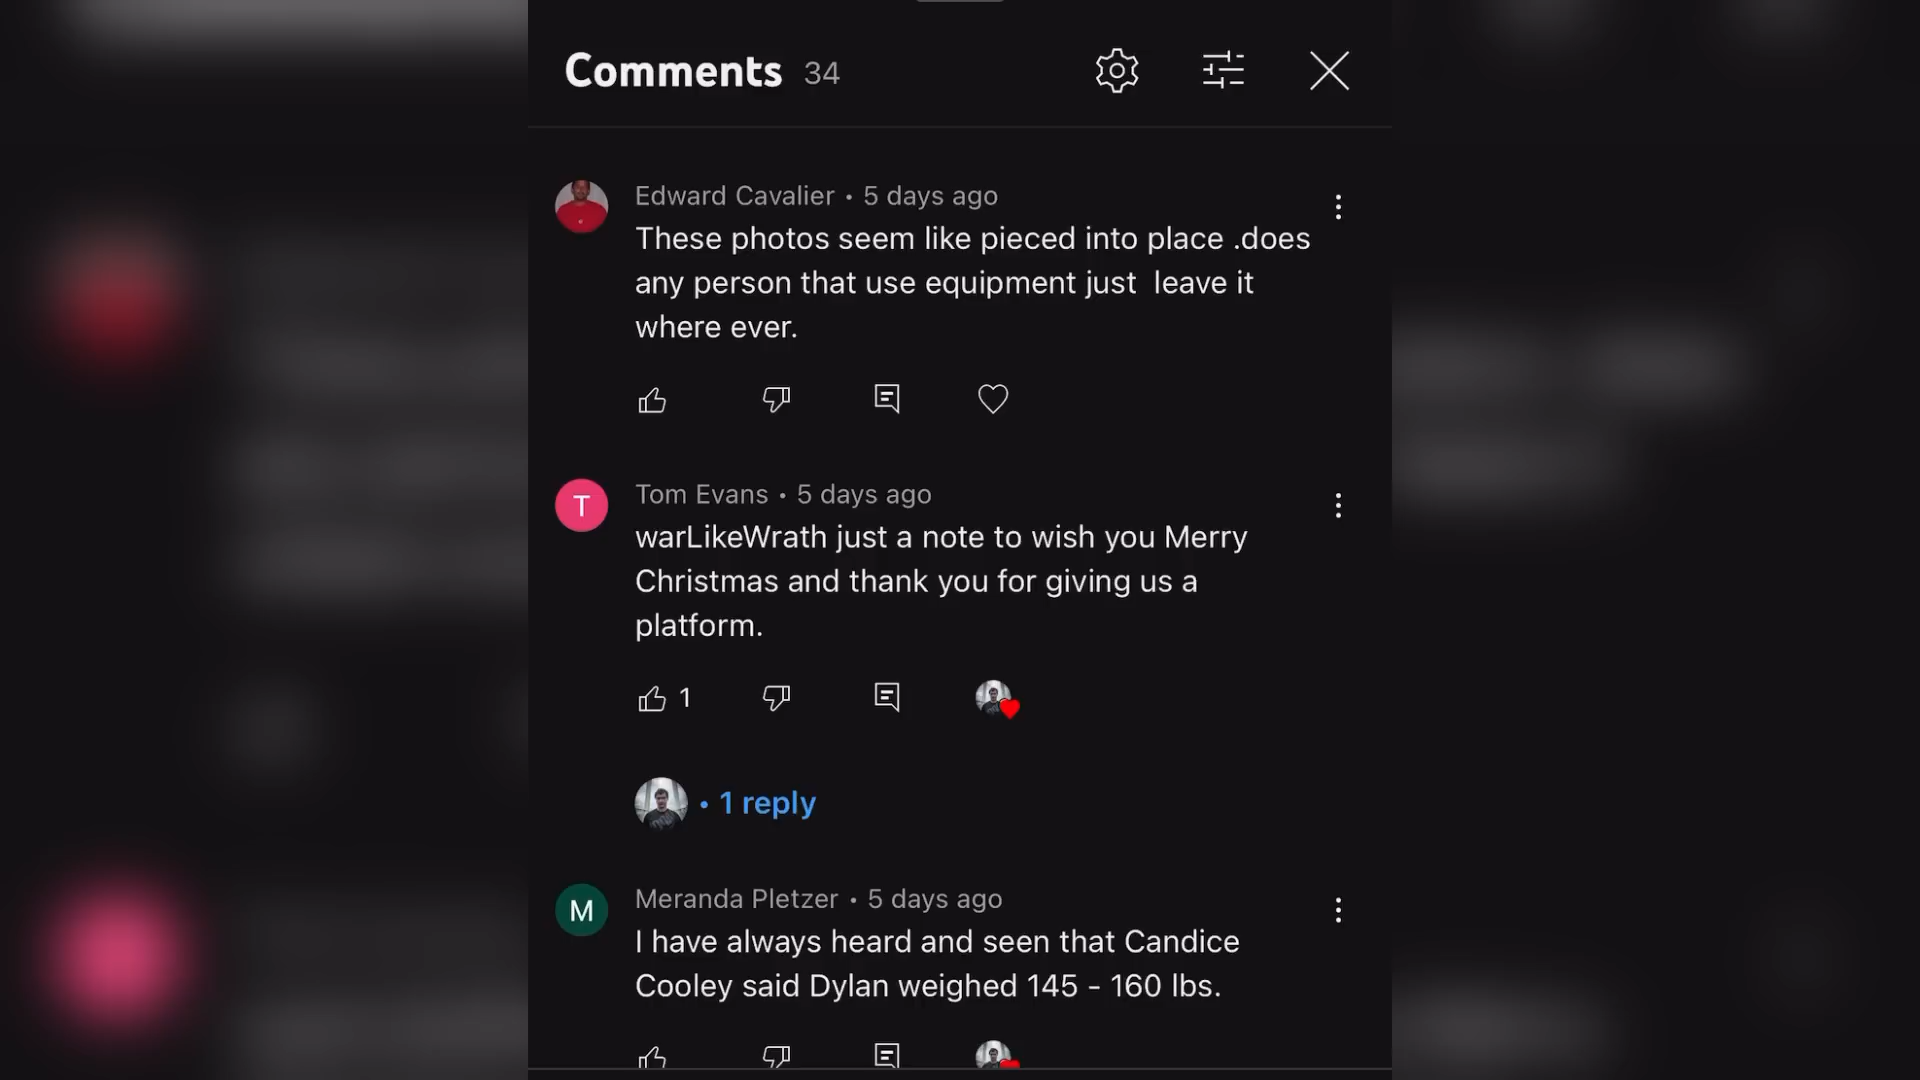 Comments 34
Edward Cavalier • 5 days ago
These photos seem like pieced into place .does
any person that use equipment just  leave it
where ever.
T
Tom Evans • 5 days ago
warLikeWrath just a note to wish you Merry
Christmas and thank you for giving us a
platform.
1
• 1 reply
M
Meranda Pletzer • 5 days ago
I have always heard and seen that Candice
Cooley said Dylan weighed 145 - 160 lbs.